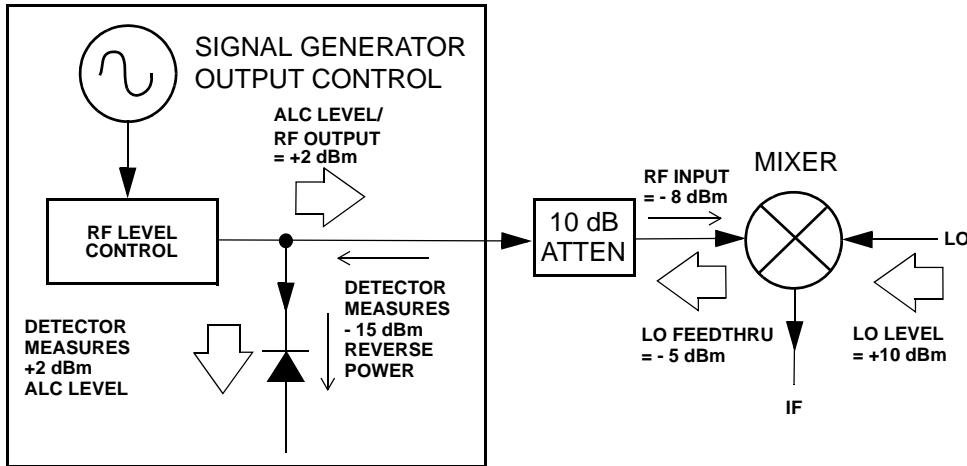 SIGNAL GENERATOR
OUTPUT CONTROL
ALC LEVEL/
RF OUTPUT
= +2 dBm
RF LEVEL
CONTROL
DETECTOR
MEASURES
+2 dBm
ALC LEVEL
DETECTOR
MEASURES
- 15 dBm
REVERSE
POWER
10 dB
ATTEN
RF INPUT
= - 8 dBm
MIXER
LO
LO FEEDTHRU
= - 5 dBm
LO LEVEL
= +10 dBm
IF